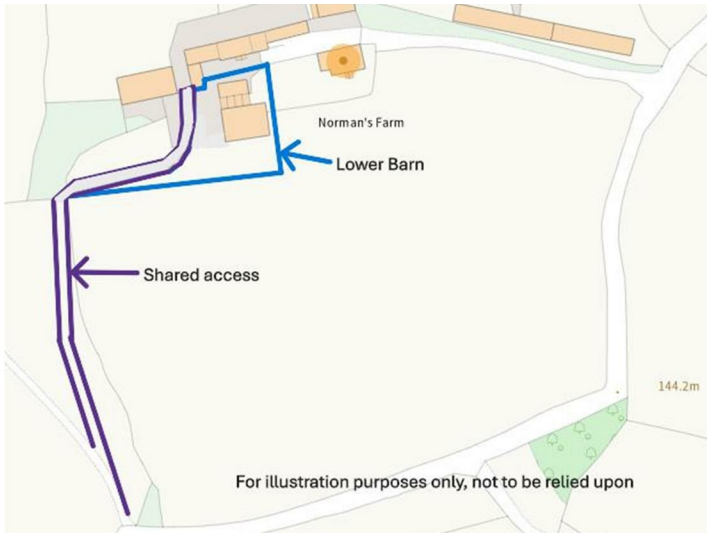 Norman's Farm
Lower Barn
Shared access
144.2m
For illustration purposes only, not to be relied upon